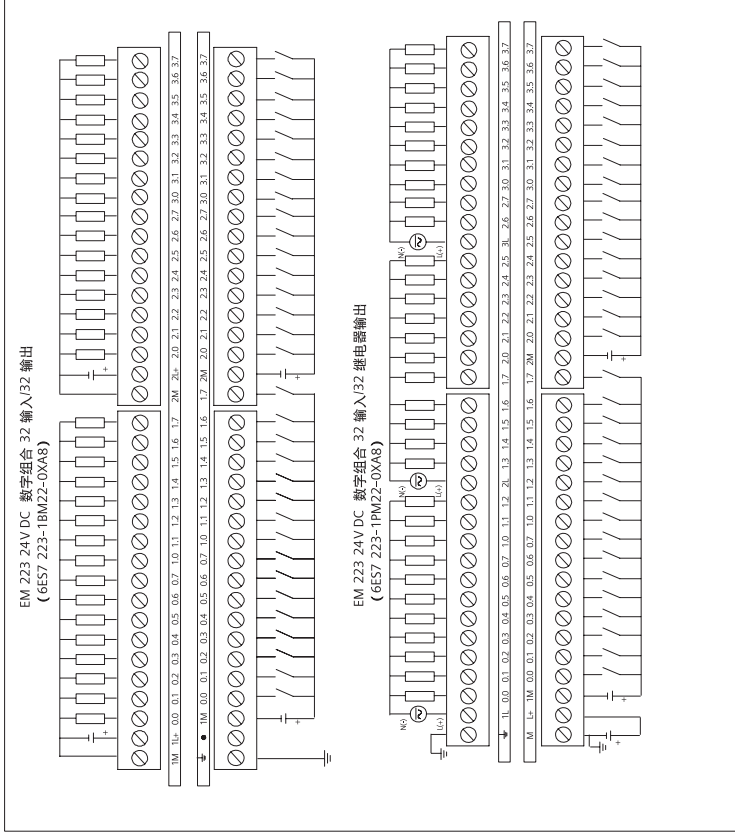 EM 223 24V DC 数字组合 32 输入/32 输出
(6ES7 223-1BM22-0XA8)
+ +
1M 1L+ 0.0 0.1 0.2 0.3 0.4 0.5 0.6 0.7 1.0 1.1 1.2 1.3 1.4 1.5 1.6 1.7 2M 2L+ 2.0 2.1 2.2 2.3 2.4 2.5 2.6 2.7 3.0 3.1 3.2 3.3 3.4 3.5 3.6 3.7
1M 0.0 0.1 0.2 0.3 0.4 0.5 0.6 0.7 1.0 1.1 1.2 1.3 1.4 1.5 1.6 1.7 2M 2.0 2.1 2.2 2.3 2.4 2.5 2.6 2.7 3.0 3.1 3.2 3.3 3.4 3.5 3.6 3.7
+ +
EM 223 24V DC 数字组合 32 输入/32 继电器输出
(6ES7 223-1PM22-0XA8)
N(-) N(-) N(-)
L(+) L(+) L(+)
1L 0.0 0.1 0.2 0.3 0.4 0.5 0.6 0.7 1.0 1.1 1.2 2L 1.3 1.4 1.5 1.6 1.7 2.0 2.1 2.2 2.3 2.4 2.5 3L 2.6 2.7 3.0 3.1 3.2 3.3 3.4 3.5 3.6 3.7
M L+ 1M 0.0 0.1 0.2 0.3 0.4 0.5 0.6 0.7 1.0 1.1 1.2 1.3 1.4 1.5 1.6 1.7 2M 2.0 2.1 2.2 2.3 2.4 2.5 2.6 2.7 3.0 3.1 3.2 3.3 3.4 3.5 3.6 3.7
+ + +